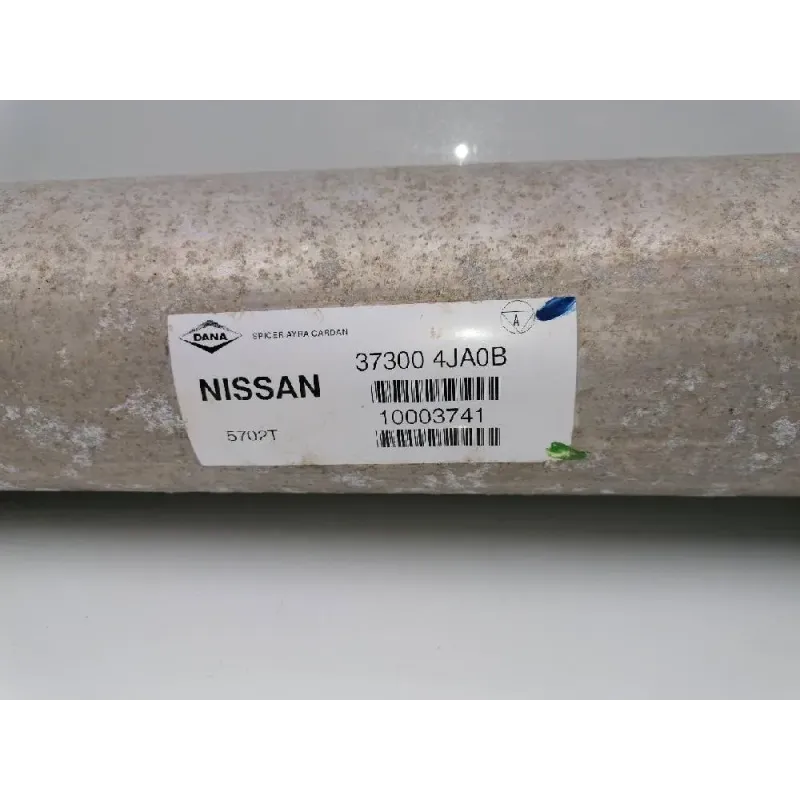 DANA
SPICER AYRA CARDAN
A
37300 4JA0B
NISSAN
10003741
5702T